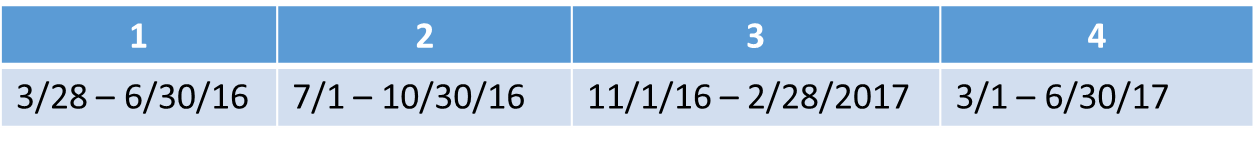 1 2 3 4
3/28 – 6/30/16 7/1 – 10/30/16 11/1/16 – 2/28/2017 3/1 – 6/30/17